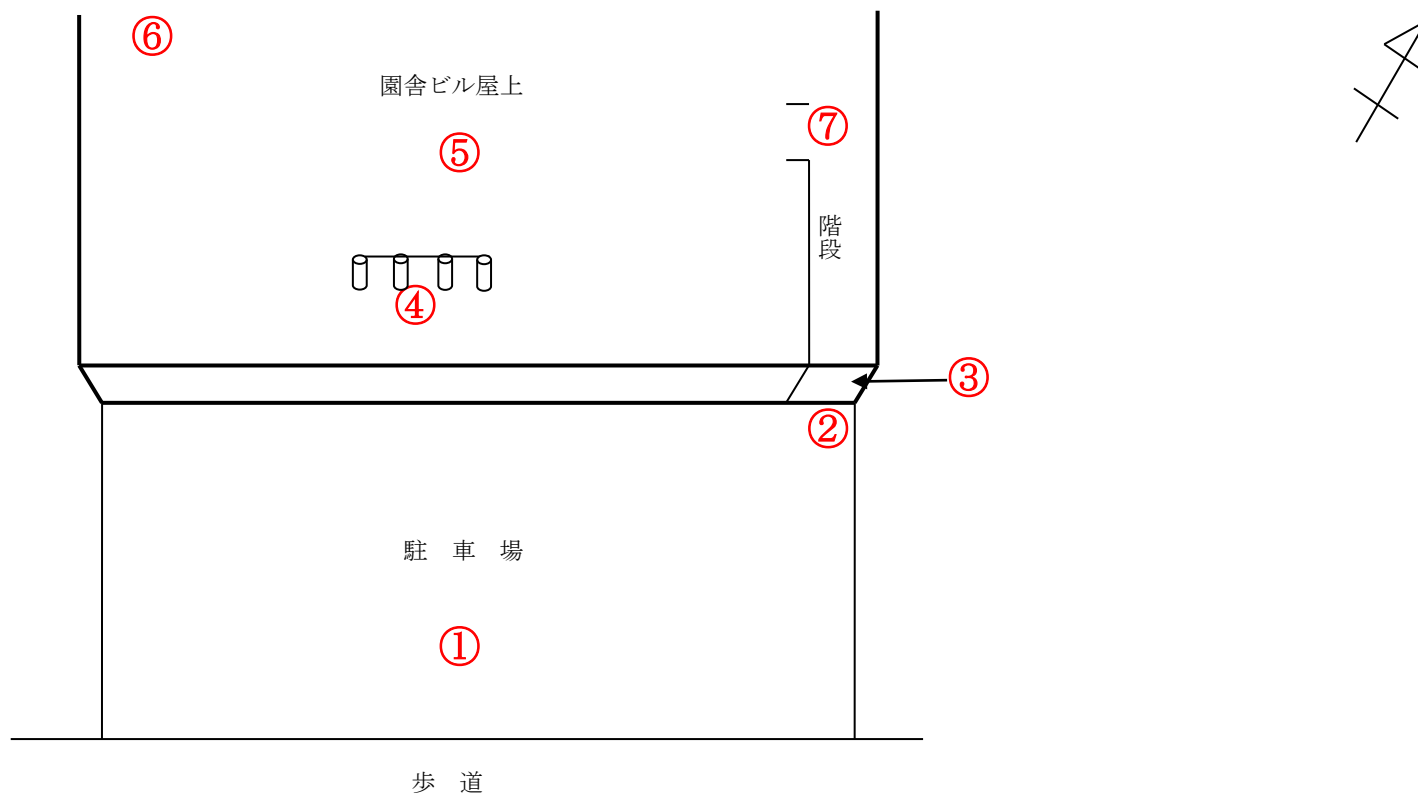 ⑥
園舎ビル屋上
⑦
⑤
階段
④
③
②
駐 車 場
①
歩 道